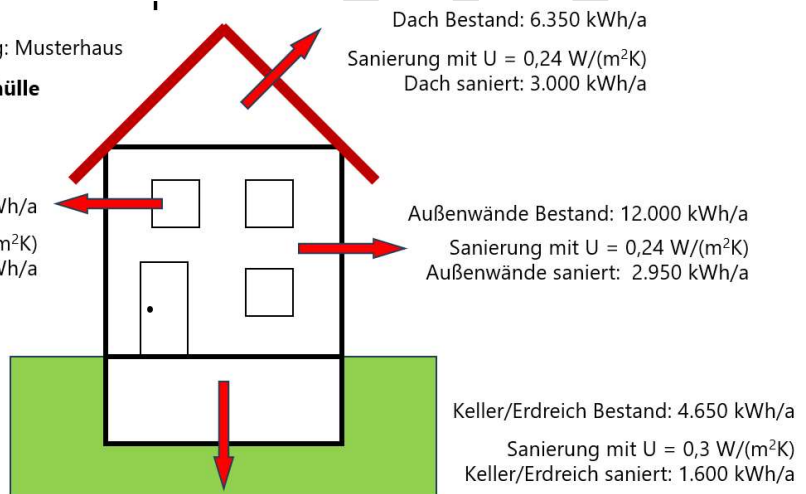 Dach Bestand: 6.350 kWh/a
Musterhaus
Sanierung mit U = 0,24 W/(m²K)
Dach saniert: 3.000 kWh/a
Außenwände Bestand: 12.000 kWh/a
Sanierung mit U = 0,24 W/(m²K)
Außenwände saniert: 2.950 kWh/a
Keller/Erdreich Bestand: 4.650 kWh/a
Sanierung mit U = 0,3 W/(m²K)
Keller/Erdreich saniert: 1.600 kWh/a